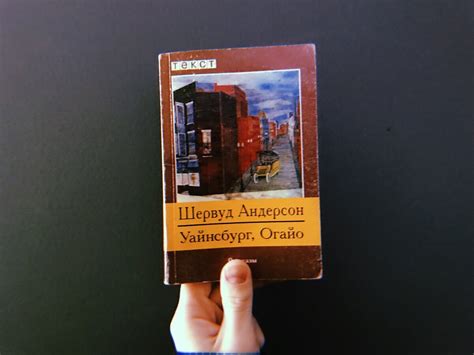 текст
Шервуд Андерсон
Уайнсбург, Огайо